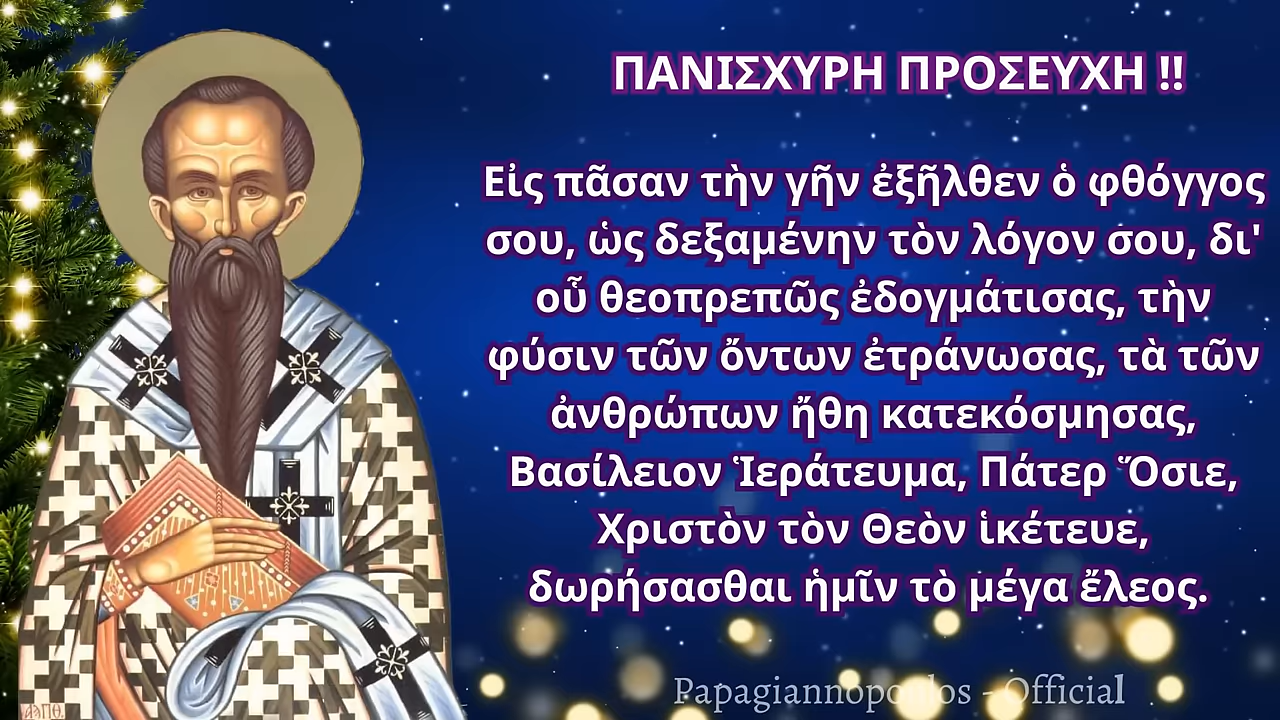 ΠΑΝΙΣΧΥΡΗ ΠΡΟΣΕΥΧΗ !!
Εἰς πᾶσαν τὴν γῆν ἐξῆλθεν ὁ φθόγγος
σου, ὡς δεξαμένην τὸν λόγον σου, δι'
οὗ θεοπρεπῶς ἐδογμάτισας, τὴν
φύσιν τῶν ὄντων ἐτράνωσας, τὰ τῶν
ἀνθρώπων ἤθη κατεκόσμησας,
Βασίλειον Ἱεράτευμα, Πάτερ Ὅσιε,
Χριστὸν τὸν Θεὸν ἱκέτευε,
δωρήσασθαι ἡμῖν τὸ μέγα ἔλεος.
Papagiannopoulos - Official